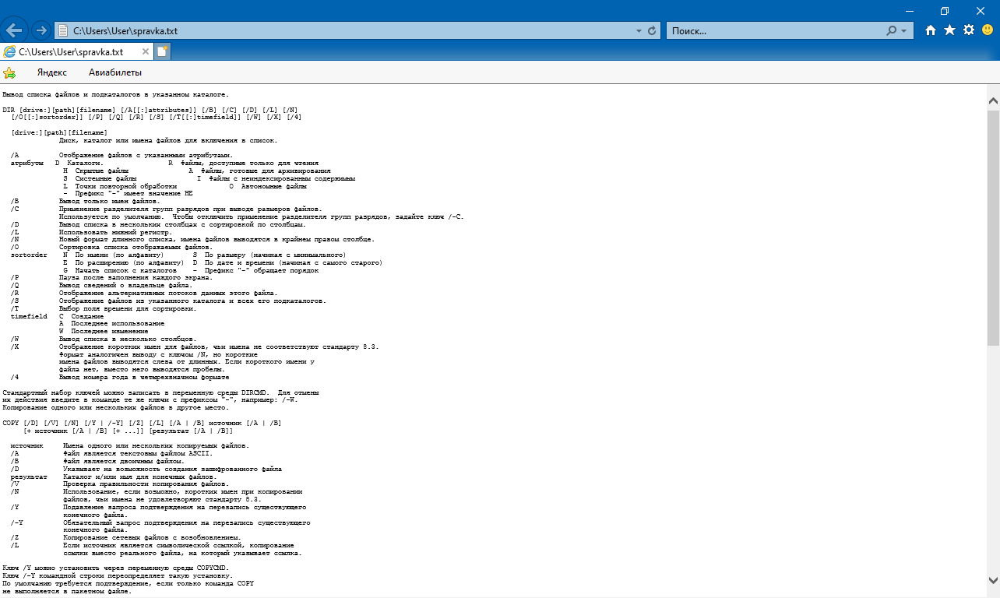 C:\Users\User\spravka.txt
Поиск...
C:\Users\User\spravka.txt
Яндекс Авиабилеты
Вывод списка файлов и подкаталогов в указанном каталоге.
DIR [drive:][path][filename] [/A[[:]attributes]] [/B] [/C] [/D] [/L] [/N]
[/O[[:]sortorder]] [/P] [/Q] [/R] [/S] [/T[[:]timefield]] [/W] [/X] [/4]
[drive:][path][filename]
Диск, каталог или имена файлов для включения в список.
/A Отображение файлов с указанными атрибутами.
атрибуты D Каталоги. R Файлы, доступные только для чтения
H Скрытые файлы A Файлы, готовые для архивирования
S Системные файлы I Файлы с неиндексированным содержимым
L Точки повторной обработки O Автономные файлы
- Префикс "-" имеет значение НЕ
/B Вывод только имен файлов.
/C Применение разделителя групп разрядов при выводе размеров файлов.
Используется по умолчанию. Чтобы отключить применение разделителя групп разрядов, задайте ключ /-C.
/D Вывод списка в нескольких столбцах с сортировкой по столбцам.
/L Использовать нижний регистр.
/N Новый формат длинного списка, имена файлов выводятся в крайнем правом столбце.
/O Сортировка списка отображаемых файлов.
sortorder N По имени (по алфавиту) S По размеру (начиная с минимального)
E По расширению (по алфавиту) D По дате и времени (начиная с самого старого)
G Начать список с каталогов - Префикс "-" обращает порядок
/P Пауза после заполнения каждого экрана.
/Q Вывод сведений о владельце файла.
/R Отображение альтернативных потоков данных этого файла.
/S Отображение файлов из указанного каталога и всех его подкаталогов.
/T Выбор поля времени для сортировки.
timefield C Создание
A Последнее использование
W Последнее изменение
/W Вывод списка в несколько столбцов.
/X Отображение коротких имен для файлов, чьи имена не соответствуют стандарту 8.3.
Формат аналогичен выводу с ключом /N, но короткие
имена файлов выводятся слева от длинных. Если короткого имени у
файла нет, вместо него выводятся пробелы.
/4 Вывод номера года в четырехзначном формате
Стандартный набор ключей можно записать в переменную среды DIRCMD. Для отмены
их действия введите в команде те же ключи с префиксом "-", например: /-W.
Копирование одного или нескольких файлов в другое место.
COPY [/D] [/V] [/N] [/Y | /-Y] [/Z] [/L] [/A | /B] источник [/A | /B]
[+ источник [/A | /B] [+ ...]] [результат [/A | /B]]
источник Имена одного или нескольких копируемых файлов.
/A Файл является текстовым файлом ASCII.
/B Файл является двоичным файлом.
/D Указывает на возможность создания зашифрованного файла
результат Каталог и/или имя для конечных файлов.
/V Проверка правильности копирования файлов.
/N Использование, если возможно, коротких имен при копировании
файлов, чьи имена не удовлетворяют стандарту 8.3.
/Y Подавление запроса подтверждения на перезапись существующего
конечного файла.
/-Y Обязательный запрос подтверждения на перезапись существующего
конечного файла.
/Z Копирование сетевых файлов с возобновлением.
/L Если источник является символической ссылкой, копирование
ссылки вместо реального файла, на который указывает ссылка.
Ключ /Y можно установить через переменную среды COPYCMD.
Ключ /-Y командной строки переопределяет такую установку.
По умолчанию требуется подтверждение, если только команда COPY
не выполняется в пакетном файле.